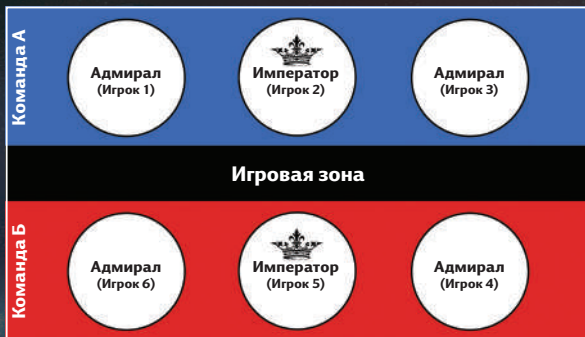 Команда А
Адмирал
(Игрок 1)
Император
(Игрок 2)
Адмирал
(Игрок 3)
Игровая зона
Команда Б
Адмирал
(Игрок 6)
Император
(Игрок 5)
Адмирал
(Игрок 4)